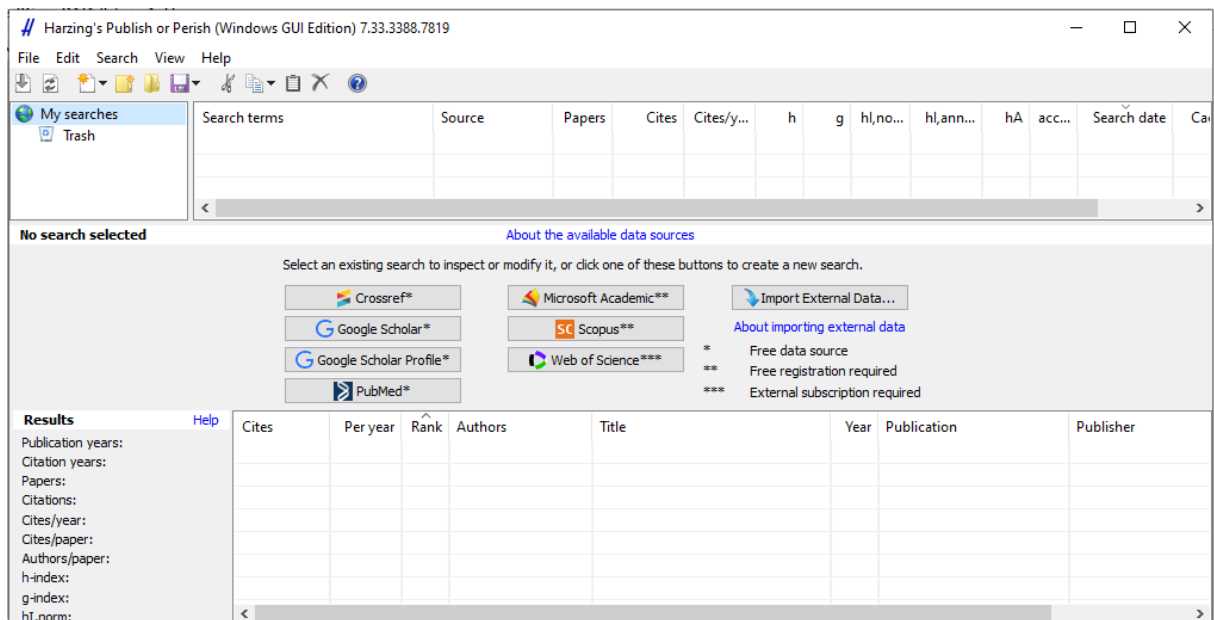 Harzing's Publish or Perish (Windows GUI Edition) 7.33.3388.7819
File Edit Search View Help
My searches
Trash
Search terms Source Papers Cites Cites/y... h g hI,no... hI,ann... hA acc... Search date
No search selected About the available data sources
Select an existing search to inspect or modify it, or click one of these buttons to create a new search.
Crossref* Microsoft Academic** Import External Data...
Google Scholar* SC Scopus** About importing external data
Google Scholar Profile* Web of Science*** * Free data source
** Free registration required
PubMed* *** External subscription required
Results Help
Cites Per year Rank Authors Title Year Publication Publisher
Publication years:
Citation years:
Papers:
Citations:
Cites/year:
Cites/paper:
Authors/paper:
h-index:
g-index:
hI,norm: